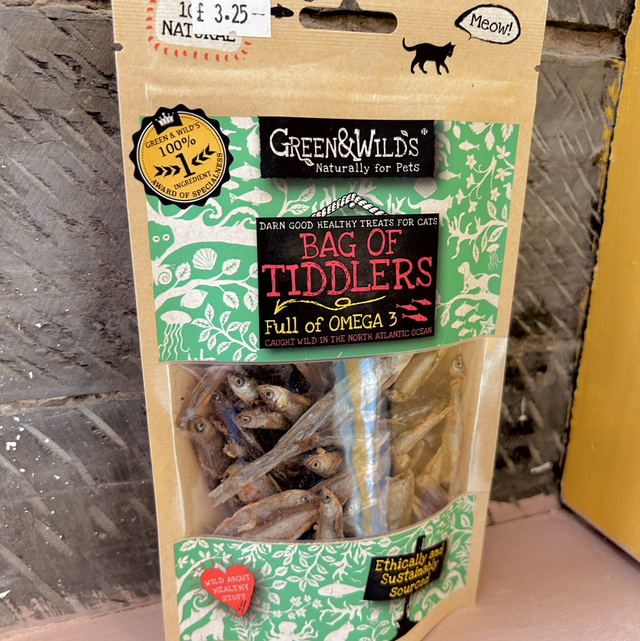 £ 3.25
NATURAL
Meow!
GREEN & WILD'S
100%
1
INGREDIENT
AWARD OF SPECIALNESS
GREEN&WILD'S®
Naturally for Pets
DARN GOOD HEALTHY TREATS FOR CATS
BAG OF
TIDDLERS
Full of OMEGA 3
CAUGHT WILD IN THE NORTH ATLANTIC OCEAN
WILD ABOUT
HEALTHY
STUFF
Ethically and
Sustainably
Sourced